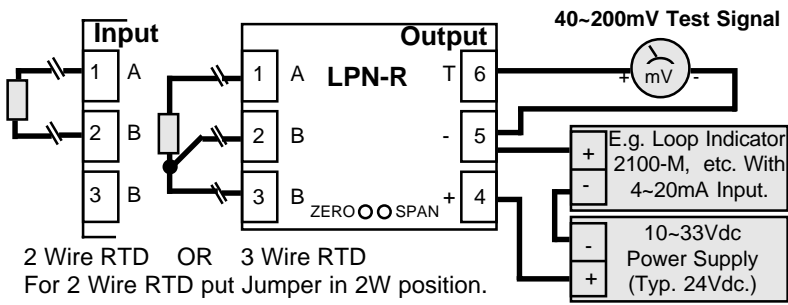 40~200mV Test Signal
Input
Output
1 A
2 B
3 B
1 A
2 B
3 B
LPN-R
T 6
- 5
+ 4
ZERO SPAN
+ mV -
+
-
E.g. Loop Indicator
2100-M, etc. With
4~20mA Input.
-
+
10~33Vdc
Power Supply
(Typ. 24Vdc.)
2 Wire RTD OR 3 Wire RTD
For 2 Wire RTD put Jumper in 2W position.